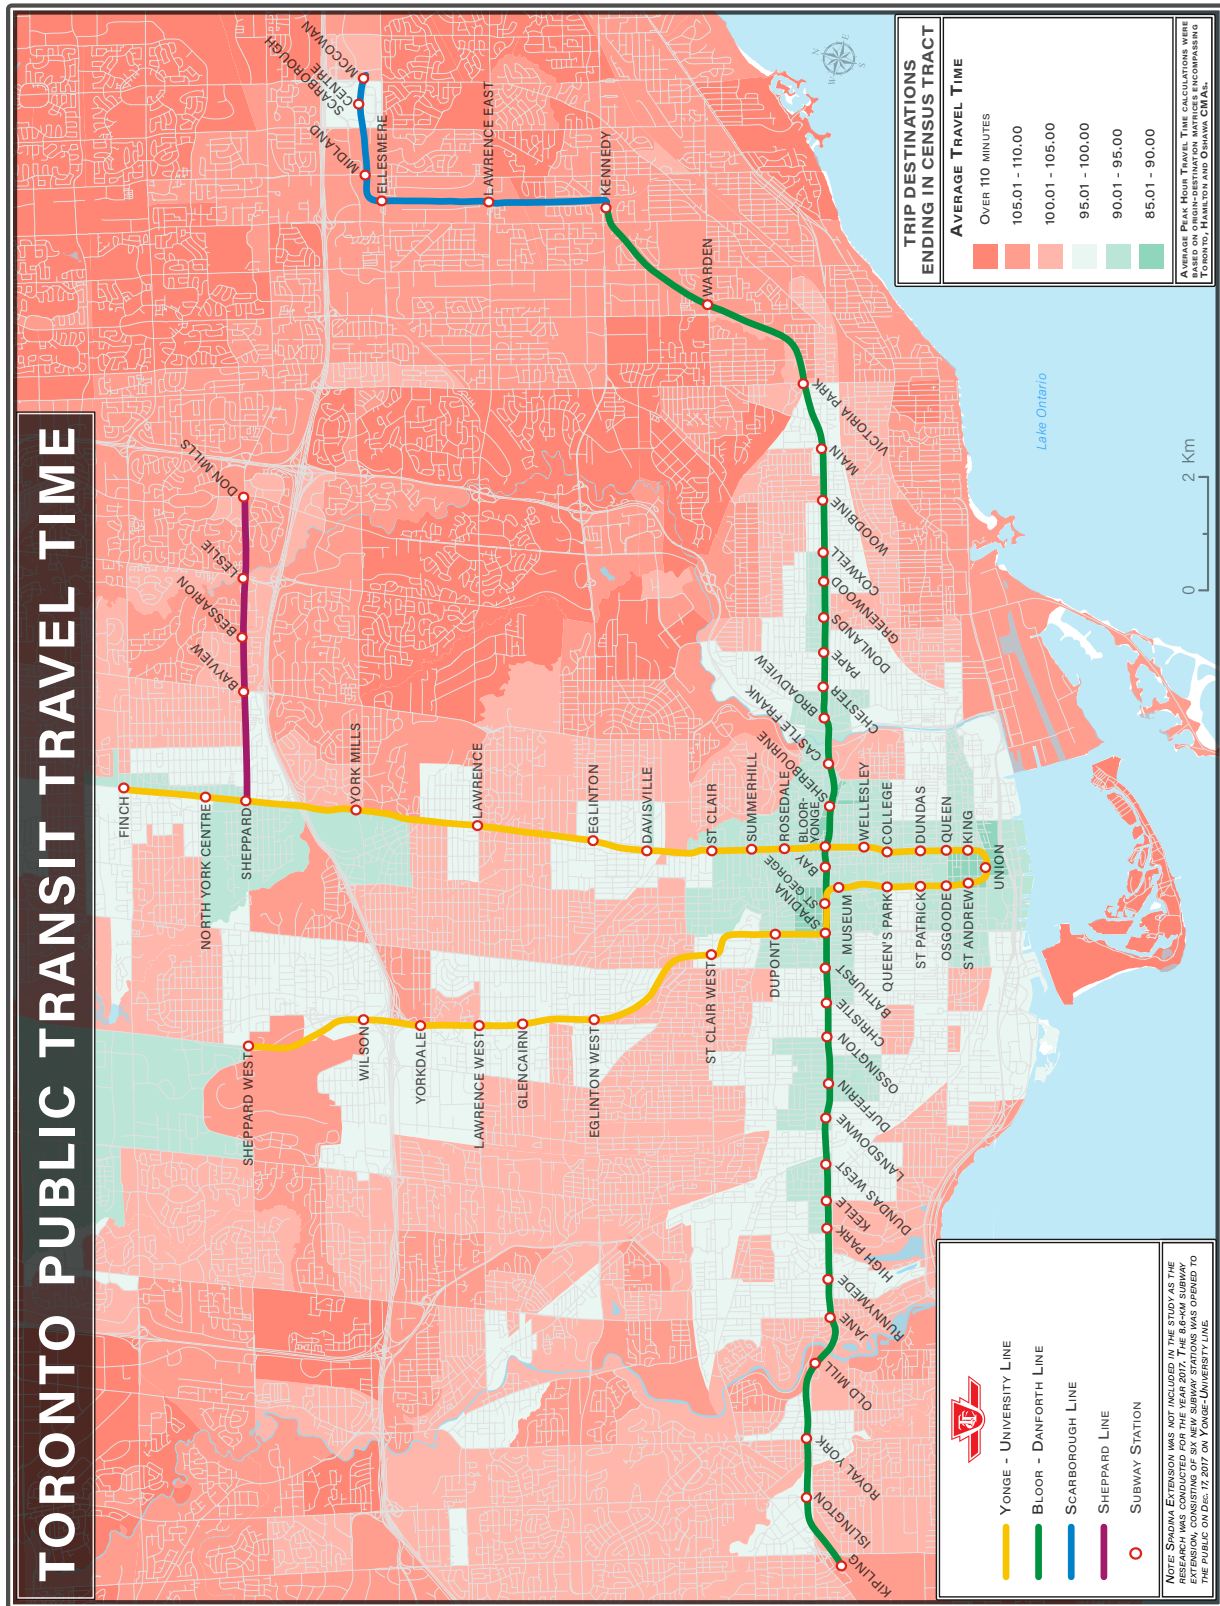 TORONTO PUBLIC TRANSIT TRAVEL TIME
FINCH
NORTH YORK CENTRE
SHEPPARD
BAYVIEW
BESSARION
LESLIE
DON MILLS
YORK MILLS
LAWRENCE
EGLINTON
DAVISVILLE
ST CLAIR
SUMMERHILL
ROSEDALE
BLOOR-
YONGE
WELLESLEY
COLLEGE
DUNDAS
QUEEN
KING
UNION
ST ANDREW
OSGOODE
ST PATRICK
QUEEN'S PARK
MUSEUM
ST GEORGE
SPADINA
DUPONT
ST CLAIR WEST
EGLINTON WEST
GLENCAIRN
LAWRENCE WEST
YORKDALE
WILSON
SHEPPARD WEST
KIPLING
ISLINGTON
ROYAL YORK
OLD MILL
JANE
RUNNYMEDE
HIGH PARK
KEELE
DUNDAS WEST
LANSDOWNE
DUFFERIN
OSSINGTON
CHRISTIE
BATHURST
BAY
SHERBOURNE
CASTLE FRANK
BROADVIEW
CHESTER
PAPE
DONLANDS
GREENWOOD
COXWELL
WOODBINE
MAIN
VICTORIA PARK
WARDEN
KENNEDY
LAWRENCE EAST
ELLESMERE
MIDLAND
SCARBOROUGH
CENTRE
MCCOWAN
Lake Ontario
0 2 Km
N
E
S
W
YONGE - UNIVERSITY LINE
BLOOR - DANFORTH LINE
SCARBOROUGH LINE
SHEPPARD LINE
SUBWAY STATION
NOTE: SPADINA EXTENSION WAS NOT INCLUDED IN THE STUDY AS THE
RESEARCH WAS CONDUCTED FOR THE YEAR 2017. THE 8.6-KM SUBWAY
EXTENSION, CONSISTING OF SIX NEW SUBWAY STATIONS WAS OPENED TO
THE PUBLIC ON DEC. 17, 2017 ON YONGE-UNIVERSITY LINE.
TRIP DESTINATIONS
ENDING IN CENSUS TRACT
AVERAGE TRAVEL TIME
OVER 110 MINUTES
105.01 - 110.00
100.01 - 105.00
95.01 - 100.00
90.01 - 95.00
85.01 - 90.00
AVERAGE PEAK HOUR TRAVEL TIME CALCULATIONS WERE
BASED ON ORIGIN-DESTINATION MATRICES ENCOMPASSING
TORONTO, HAMILTON AND OSHAWA CMAS.